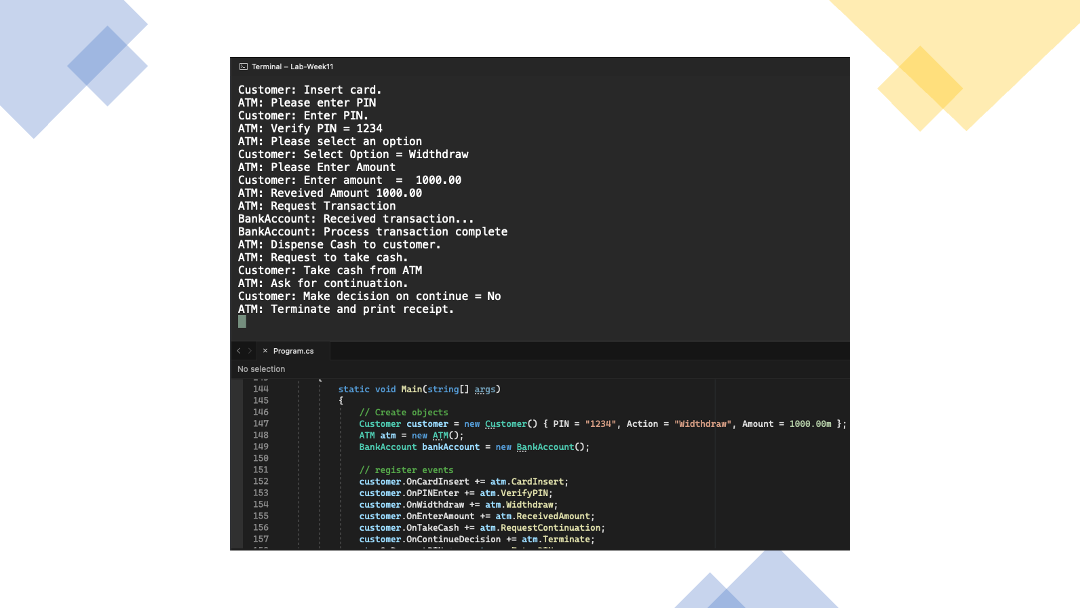 Terminal – Lab-Week11
Customer: Insert card.
ATM: Please enter PIN
Customer: Enter PIN.
ATM: Verify PIN = 1234
ATM: Please select an option
Customer: Select Option = Widthdraw
ATM: Please Enter Amount
Customer: Enter amount  =  1000.00
ATM: Reveived Amount 1000.00
ATM: Request Transaction
BankAccount: Received transaction...
BankAccount: Process transaction complete
ATM: Dispense Cash to customer.
ATM: Request to take cash.
Customer: Take cash from ATM
ATM: Ask for continuation.
Customer: Make decision on continue = No
ATM: Terminate and print receipt.
< > × Program.cs
No selection
144 static void Main(string[] args)
145 {
146 // Create objects
147 Customer customer = new Customer() { PIN = "1234", Action = "Widthdraw", Amount = 1000.00m };
148 ATM atm = new ATM();
149 BankAccount bankAccount = new BankAccount();
150
151 // register events
152 customer.OnCardInsert += atm.CardInsert;
153 customer.OnPINEnter += atm.VerifyPIN;
154 customer.OnWidthdraw += atm.Widthdraw;
155 customer.OnEnterAmount += atm.ReceivedAmount;
156 customer.OnTakeCash += atm.RequestContinuation;
157 customer.OnContinueDecision += atm.Terminate;